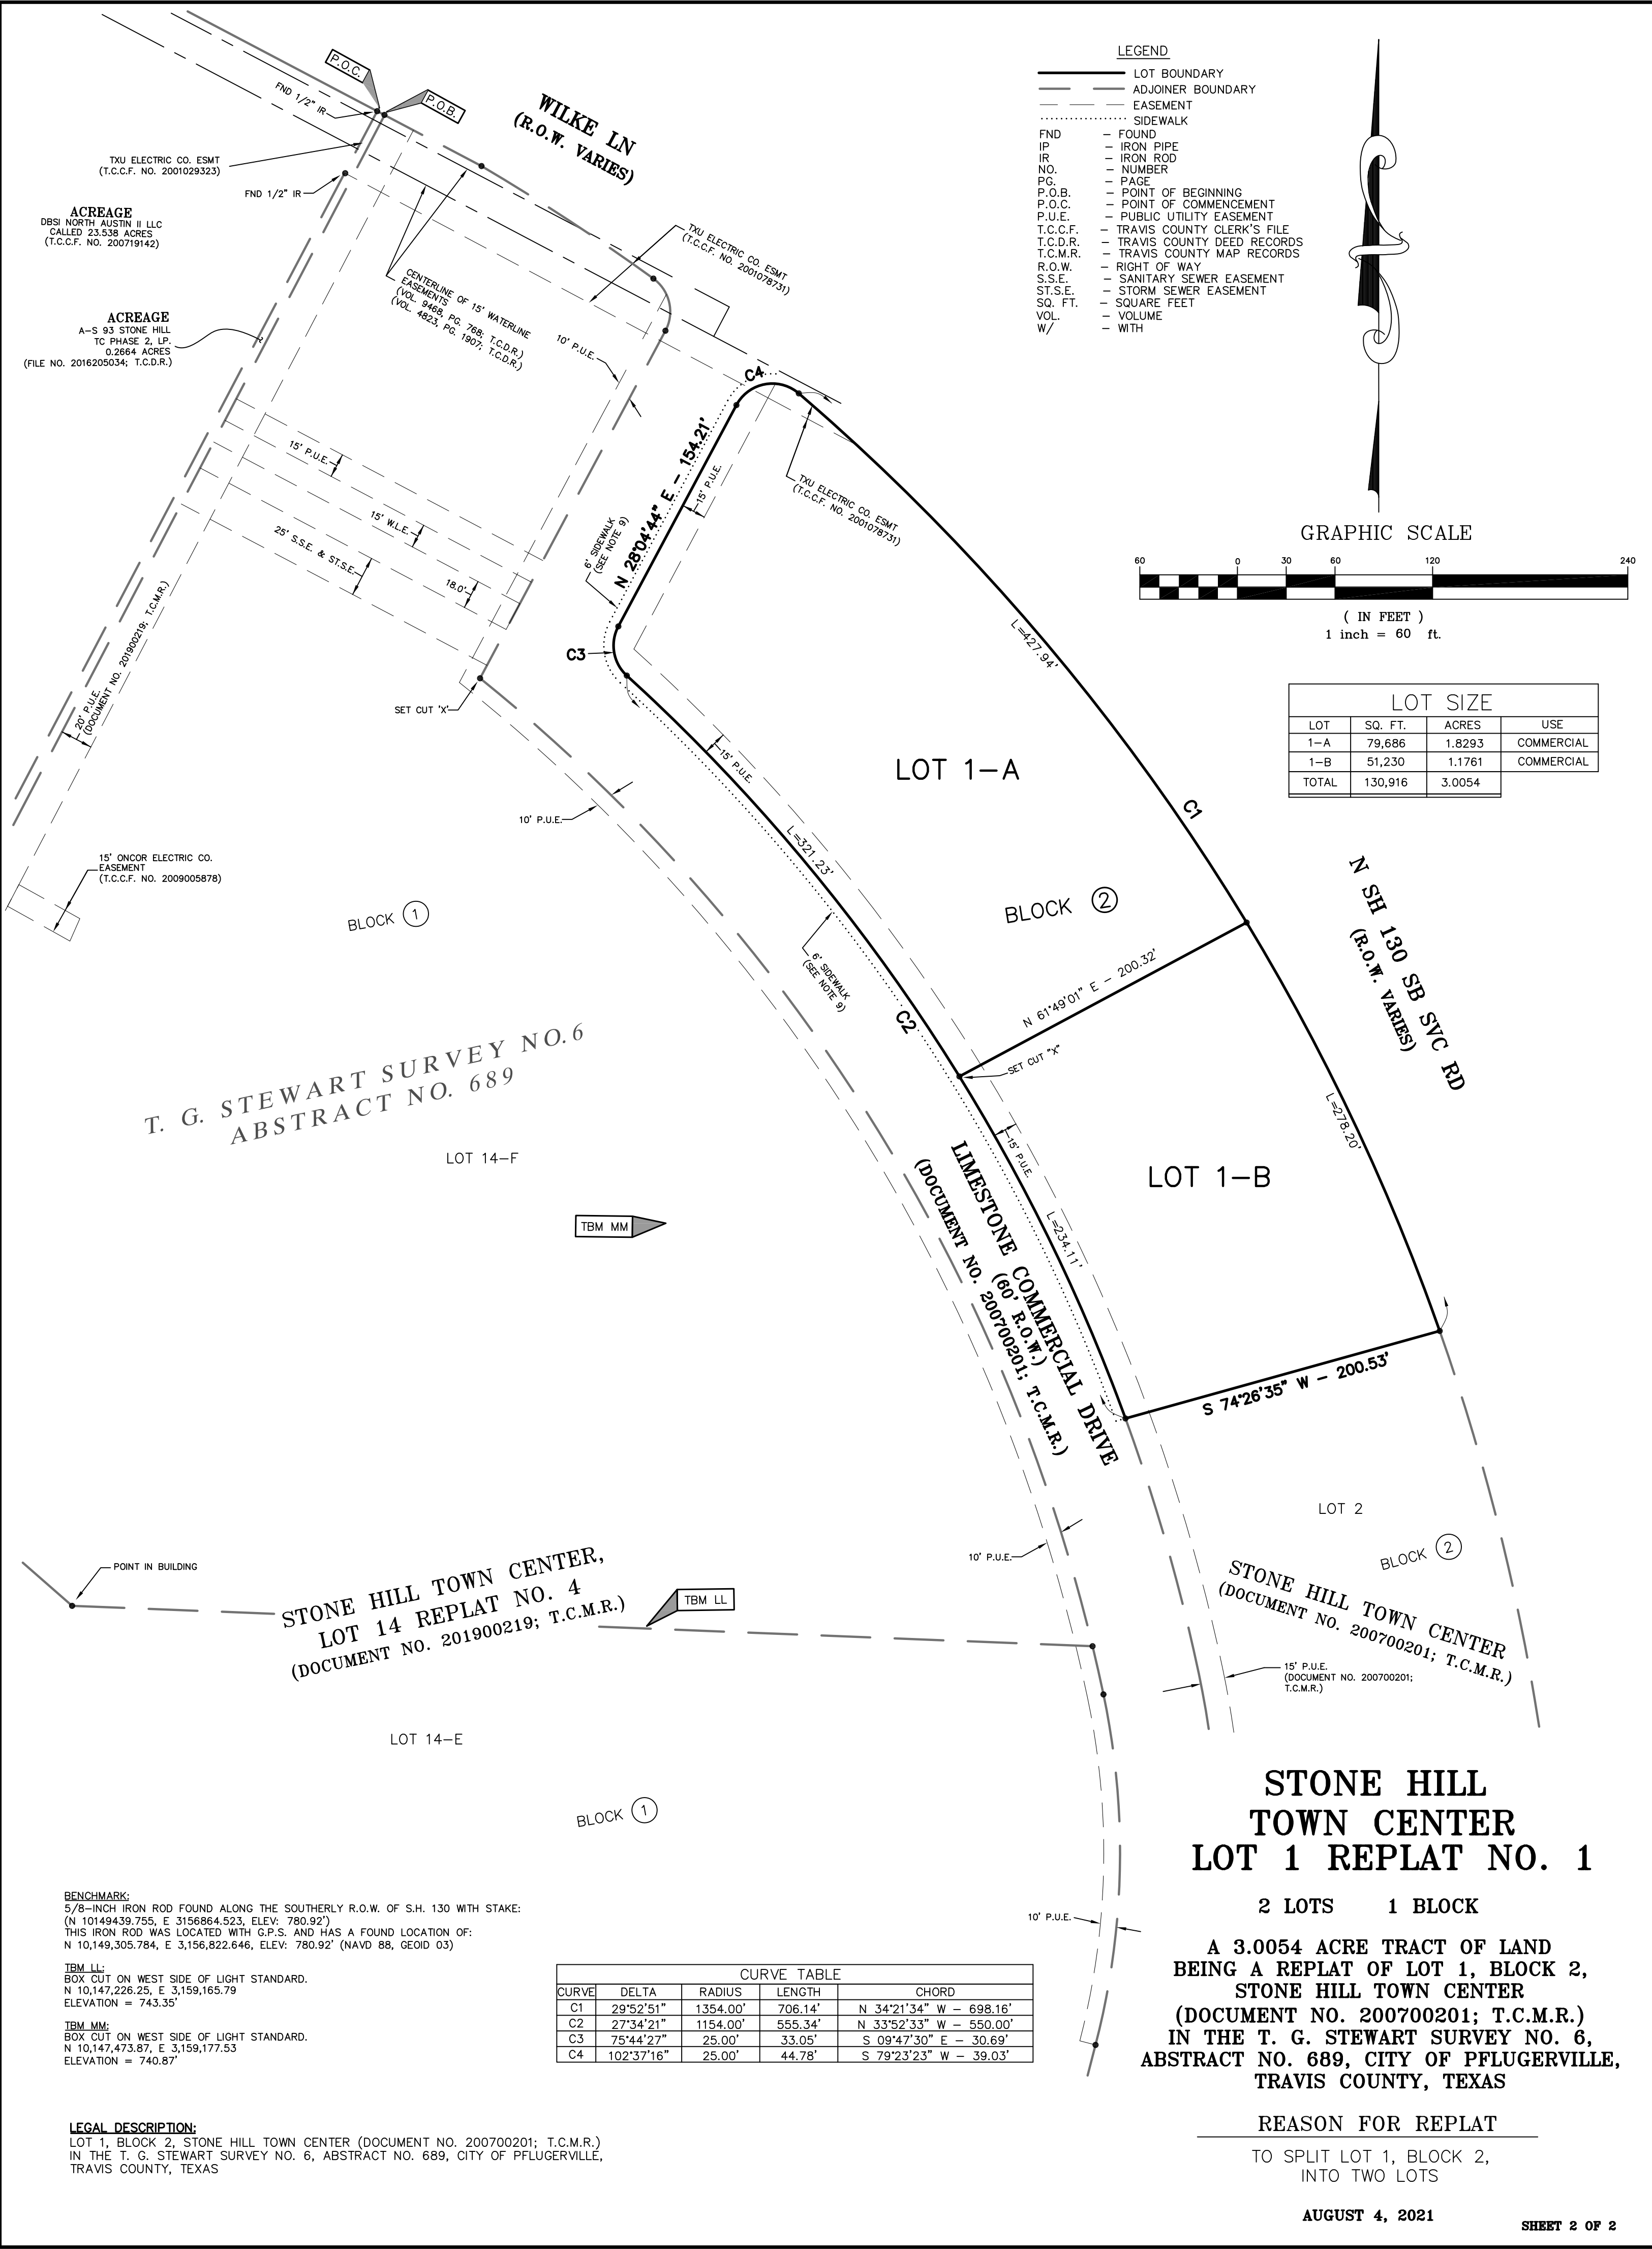 P.O.C.
P.O.B.
FND 1/2" IR
WILKE LN
(R.O.W. VARIES)
TXU ELECTRIC CO. ESMT
(T.C.C.F. NO. 2001029323)
FND 1/2" IR
ACREAGE
DBSI NORTH AUSTIN II LLC
CALLED 23.538 ACRES
(T.C.C.F. NO. 200719142)
ACREAGE
A-S 93 STONE HILL
TC PHASE 2, LP.
0.2664 ACRES
(FILE NO. 2016205034; T.C.D.R.)
CENTERLINE OF 15' WATERLINE
EASEMENTS
(VOL. 9468, PG. 768; T.C.D.R.)
(VOL. 4823, PG. 1907; T.C.D.R.)
TXU ELECTRIC CO. ESMT
(T.C.C.F. NO. 2001078731)
10' P.U.E.
LEGEND
LOT BOUNDARY
ADJOINER BOUNDARY
EASEMENT
SIDEWALK
FND – FOUND
IP – IRON PIPE
IR – IRON ROD
NO. – NUMBER
PG. – PAGE
P.O.B. – POINT OF BEGINNING
P.O.C. – POINT OF COMMENCEMENT
P.U.E. – PUBLIC UTILITY EASEMENT
T.C.C.F. – TRAVIS COUNTY CLERK'S FILE
T.C.D.R. – TRAVIS COUNTY DEED RECORDS
T.C.M.R. – TRAVIS COUNTY MAP RECORDS
R.O.W. – RIGHT OF WAY
S.S.E. – SANITARY SEWER EASEMENT
ST.S.E. – STORM SEWER EASEMENT
SQ. FT. – SQUARE FEET
VOL. – VOLUME
W/ – WITH
GRAPHIC SCALE
60 0 30 60 120 240
( IN FEET )
1 inch = 60 ft.
LOT SIZE
LOT SQ. FT. ACRES USE
1-A 79,686 1.8293 COMMERCIAL
1-B 51,230 1.1761 COMMERCIAL
TOTAL 130,916 3.0054
C4
N 28°04'44" E – 154.21'
15' P.U.E.
6' SIDEWALK
(SEE NOTE 9)
TXU ELECTRIC CO. ESMT
(T.C.C.F. NO. 2001078731)
15' P.U.E.
15' W.L.E.
25' S.S.E. & ST.S.E.
18.0'
20' P.U.E.
(DOCUMENT NO. 201900219; T.C.M.R.)
C3
SET CUT 'X'
L=427.94'
15' P.U.E.
LOT 1-A
C1
10' P.U.E.
L=321.23'
15' ONCOR ELECTRIC CO.
EASEMENT
(T.C.C.F. NO. 2009005878)
BLOCK 1
BLOCK 2
6' SIDEWALK
(SEE NOTE 9)
C2
N 61°49'01" E – 200.32'
SET CUT "X"
N SH 130 SB SVC RD
(R.O.W. VARIES)
T. G. STEWART SURVEY NO.6
ABSTRACT NO. 689
LOT 14-F
15' P.U.E.
L=278.20'
LOT 1-B
L=234.11'
TBM MM
LIMESTONE COMMERCIAL DRIVE
(60' R.O.W.)
(DOCUMENT NO. 200700201; T.C.M.R.)
S 74°26'35" W – 200.53'
LOT 2
BLOCK 2
10' P.U.E.
POINT IN BUILDING
STONE HILL TOWN CENTER,
LOT 14 REPLAT NO. 4
(DOCUMENT NO. 201900219; T.C.M.R.)
TBM LL
STONE HILL TOWN CENTER
(DOCUMENT NO. 200700201; T.C.M.R.)
15' P.U.E.
(DOCUMENT NO. 200700201;
T.C.M.R.)
LOT 14-E
BLOCK 1
10' P.U.E.
BENCHMARK:
5/8-INCH IRON ROD FOUND ALONG THE SOUTHERLY R.O.W. OF S.H. 130 WITH STAKE:
(N 10149439.755, E 3156864.523, ELEV: 780.92')
THIS IRON ROD WAS LOCATED WITH G.P.S. AND HAS A FOUND LOCATION OF:
N 10,149,305.784, E 3,156,822.646, ELEV: 780.92' (NAVD 88, GEOID 03)
TBM LL:
BOX CUT ON WEST SIDE OF LIGHT STANDARD.
N 10,147,226.25, E 3,159,165.79
ELEVATION = 743.35'
TBM MM:
BOX CUT ON WEST SIDE OF LIGHT STANDARD.
N 10,147,473.87, E 3,159,177.53
ELEVATION = 740.87'
CURVE TABLE
CURVE DELTA RADIUS LENGTH CHORD
C1 29°52'51" 1354.00' 706.14' N 34°21'34" W – 698.16'
C2 27°34'21" 1154.00' 555.34' N 33°52'33" W – 550.00'
C3 75°44'27" 25.00' 33.05' S 09°47'30" E – 30.69'
C4 102°37'16" 25.00' 44.78' S 79°23'23" W – 39.03'
LEGAL DESCRIPTION:
LOT 1, BLOCK 2, STONE HILL TOWN CENTER (DOCUMENT NO. 200700201; T.C.M.R.)
IN THE T. G. STEWART SURVEY NO. 6, ABSTRACT NO. 689, CITY OF PFLUGERVILLE,
TRAVIS COUNTY, TEXAS
STONE HILL
TOWN CENTER
LOT 1 REPLAT NO. 1
2 LOTS 1 BLOCK
A 3.0054 ACRE TRACT OF LAND
BEING A REPLAT OF LOT 1, BLOCK 2,
STONE HILL TOWN CENTER
(DOCUMENT NO. 200700201; T.C.M.R.)
IN THE T. G. STEWART SURVEY NO. 6,
ABSTRACT NO. 689, CITY OF PFLUGERVILLE,
TRAVIS COUNTY, TEXAS
REASON FOR REPLAT
TO SPLIT LOT 1, BLOCK 2,
INTO TWO LOTS
AUGUST 4, 2021
SHEET 2 OF 2